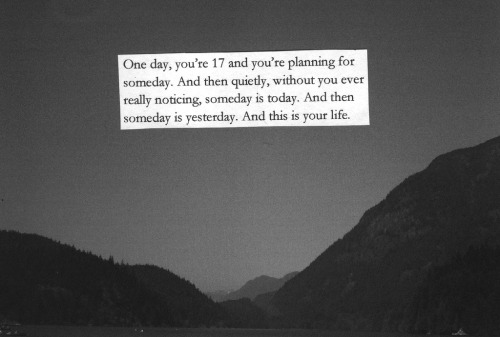 One day, you're 17 and you're planning for
someday. And then quietly, without you ever
really noticing, someday is today. And then
someday is yesterday. And this is your life.